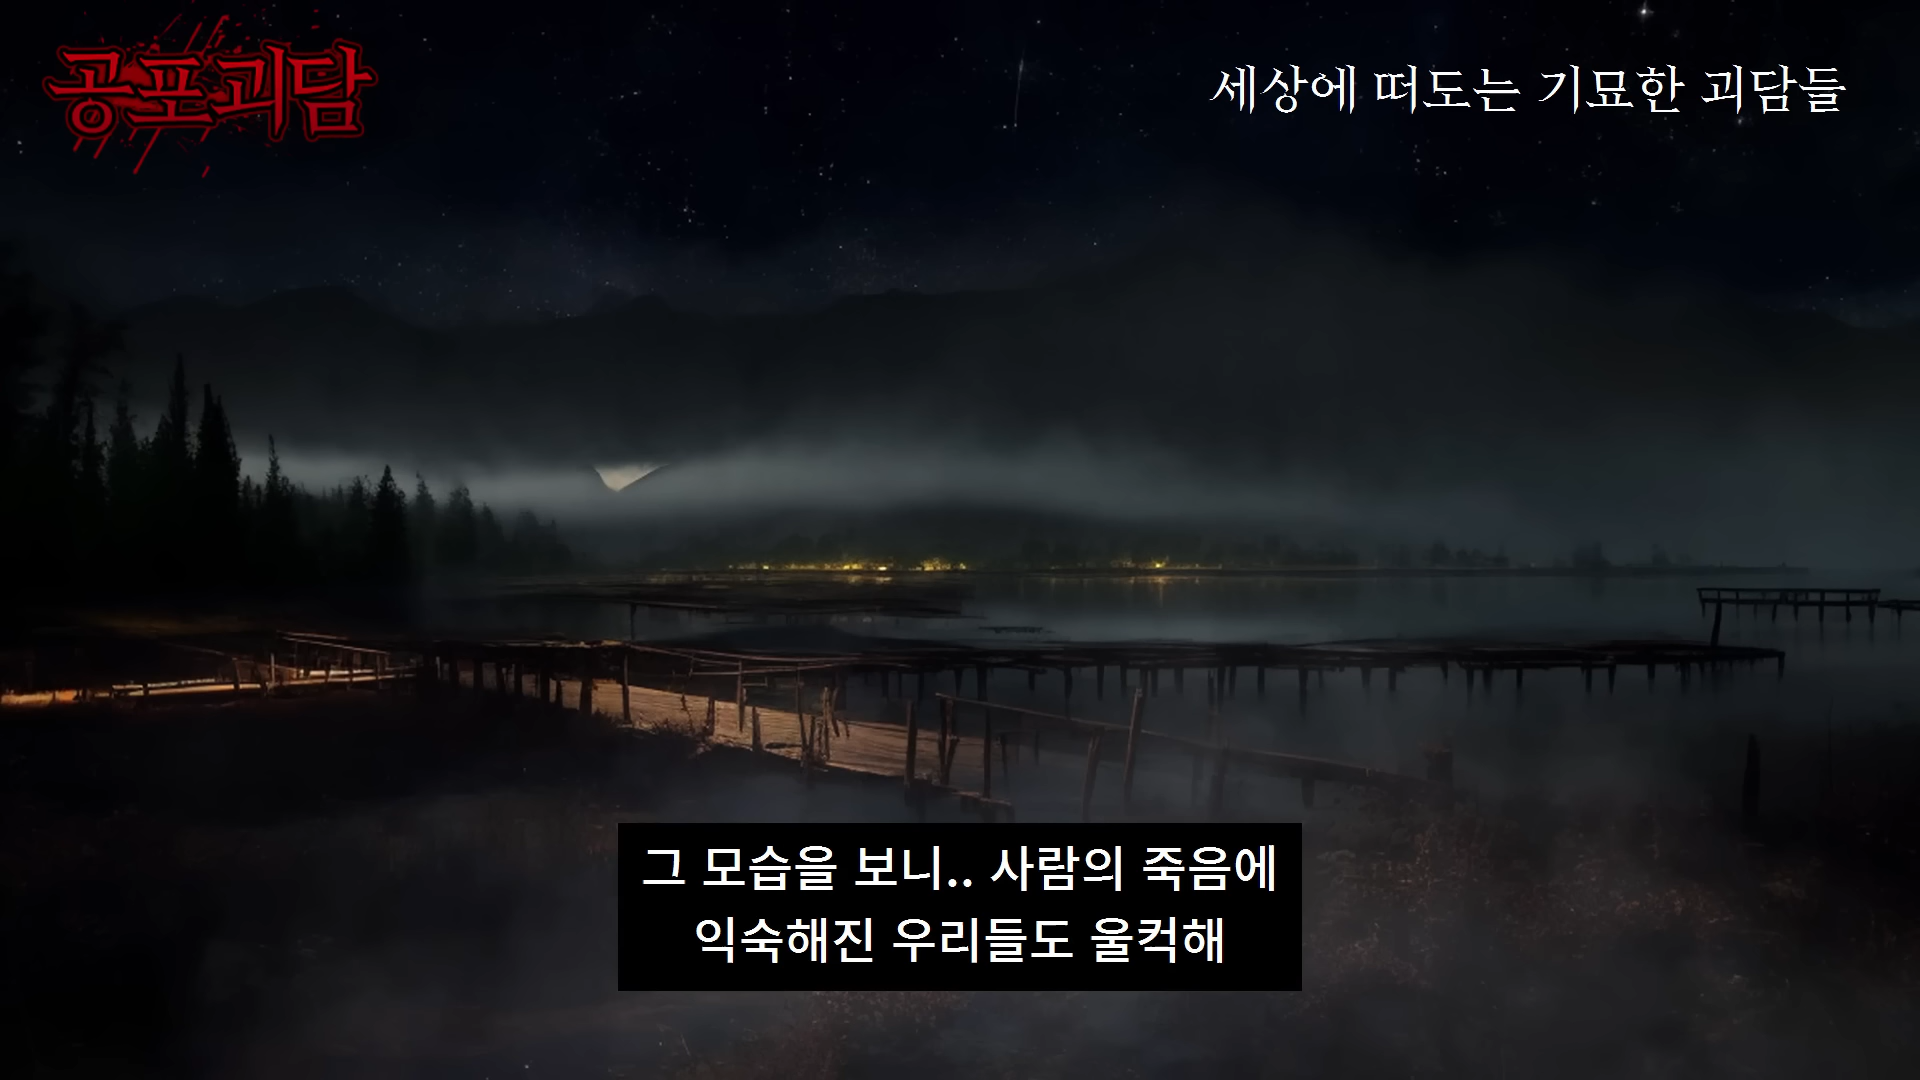 공포괴담
세상에 떠도는 기묘한 괴담들
그 모습을 보니.. 사람의 죽음에
익숙해진 우리들도 울컥해